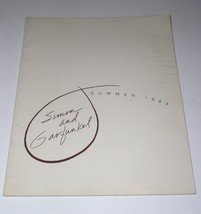 SUMMER 1983
Simon
and
Garfunkel